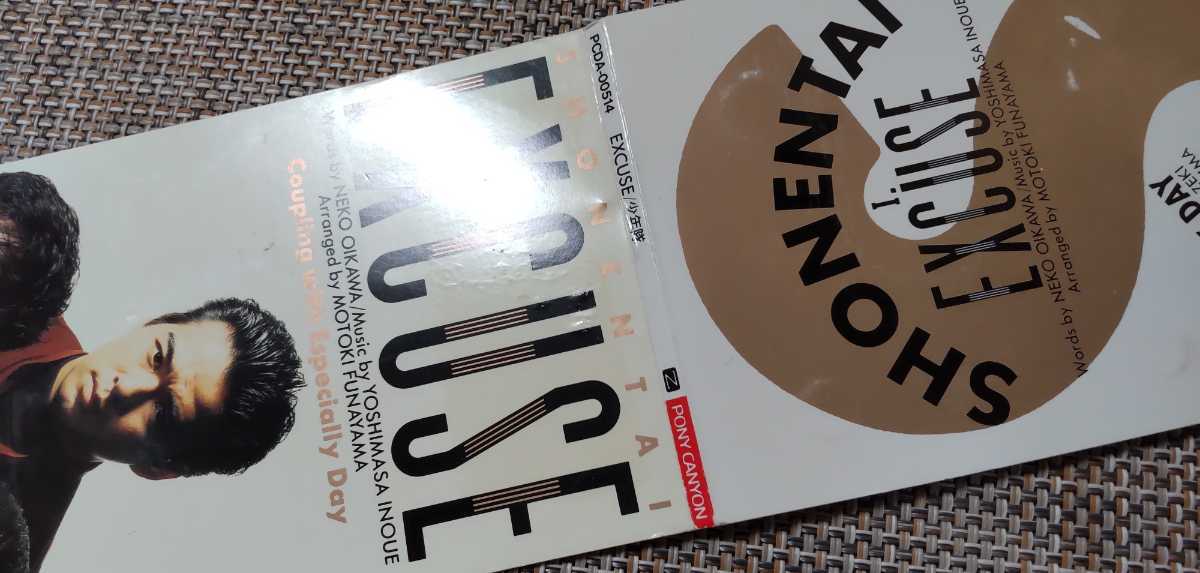 SHONENTAI
EXCUSE
Words by NEKO OIKAWA/Music by YOSHIMASA INOUE
Arranged by MOTOKI FUNAYAMA
Coupling with Especially Day
PCDA-00514 EXCUSE/少年隊
PONY CANYON
SHONENTAI
1
EXCUSE
Words by NEKO OIKAWA/Music by YOSHIMASA INOUE
Arranged by MOTOKI FUNAYAMA
DAY